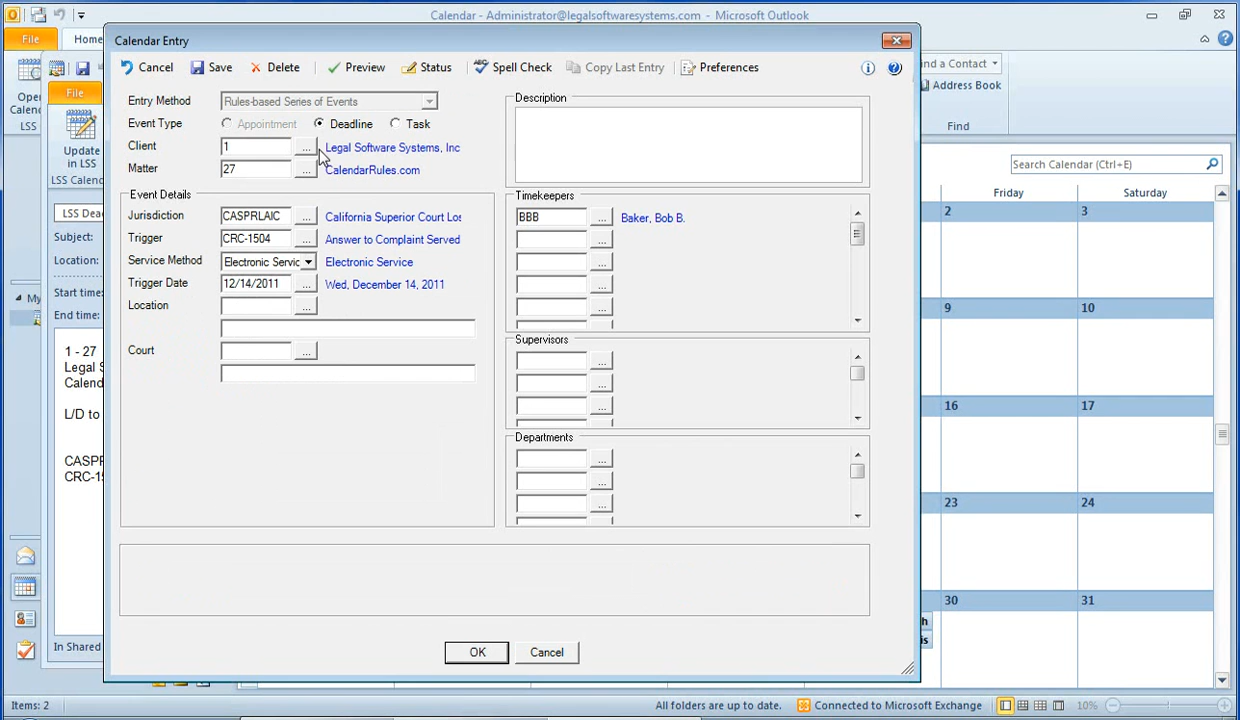 Calendar - Administrator@legalsoftwaresystems.com - Microsoft Outlook
File
Home
Calendar Entry
Cancel
Save
Delete
Preview
Status
ABC
Spell Check
Copy Last Entry
Preferences
Find a Contact
Address Book
Find
LSS
File
Update
in LSS
Entry Method
Rules-based Series of Events
Event Type
Appointment
Deadline
Task
Client
1
...
Legal Software Systems, Inc
Matter
27
...
CalendarRules.com
Description
Search Calendar (Ctrl+E)
Friday
Saturday
Event Details
Jurisdiction
CASPRLAIC
...
California Superior Court Los
Trigger
CRC-1504
...
Answer to Complaint Served
Service Method
Electronic Servic
Electronic Service
Trigger Date
12/14/2011
...
Wed, December 14, 2011
Location
...
Court
...
Timekeepers
BBB
...
Baker, Bob B.
...
...
...
...
Supervisors
...
...
...
Departments
...
...
...
Subject:
Location:
Start time:
End time:
My
1 - 27
Legal S
Calend
L/D to
CASPR
CRC-1
In Shared
2
3
9
10
16
17
23
24
30
31
OK
Cancel
Items: 2
All folders are up to date.
Connected to Microsoft Exchange
10%